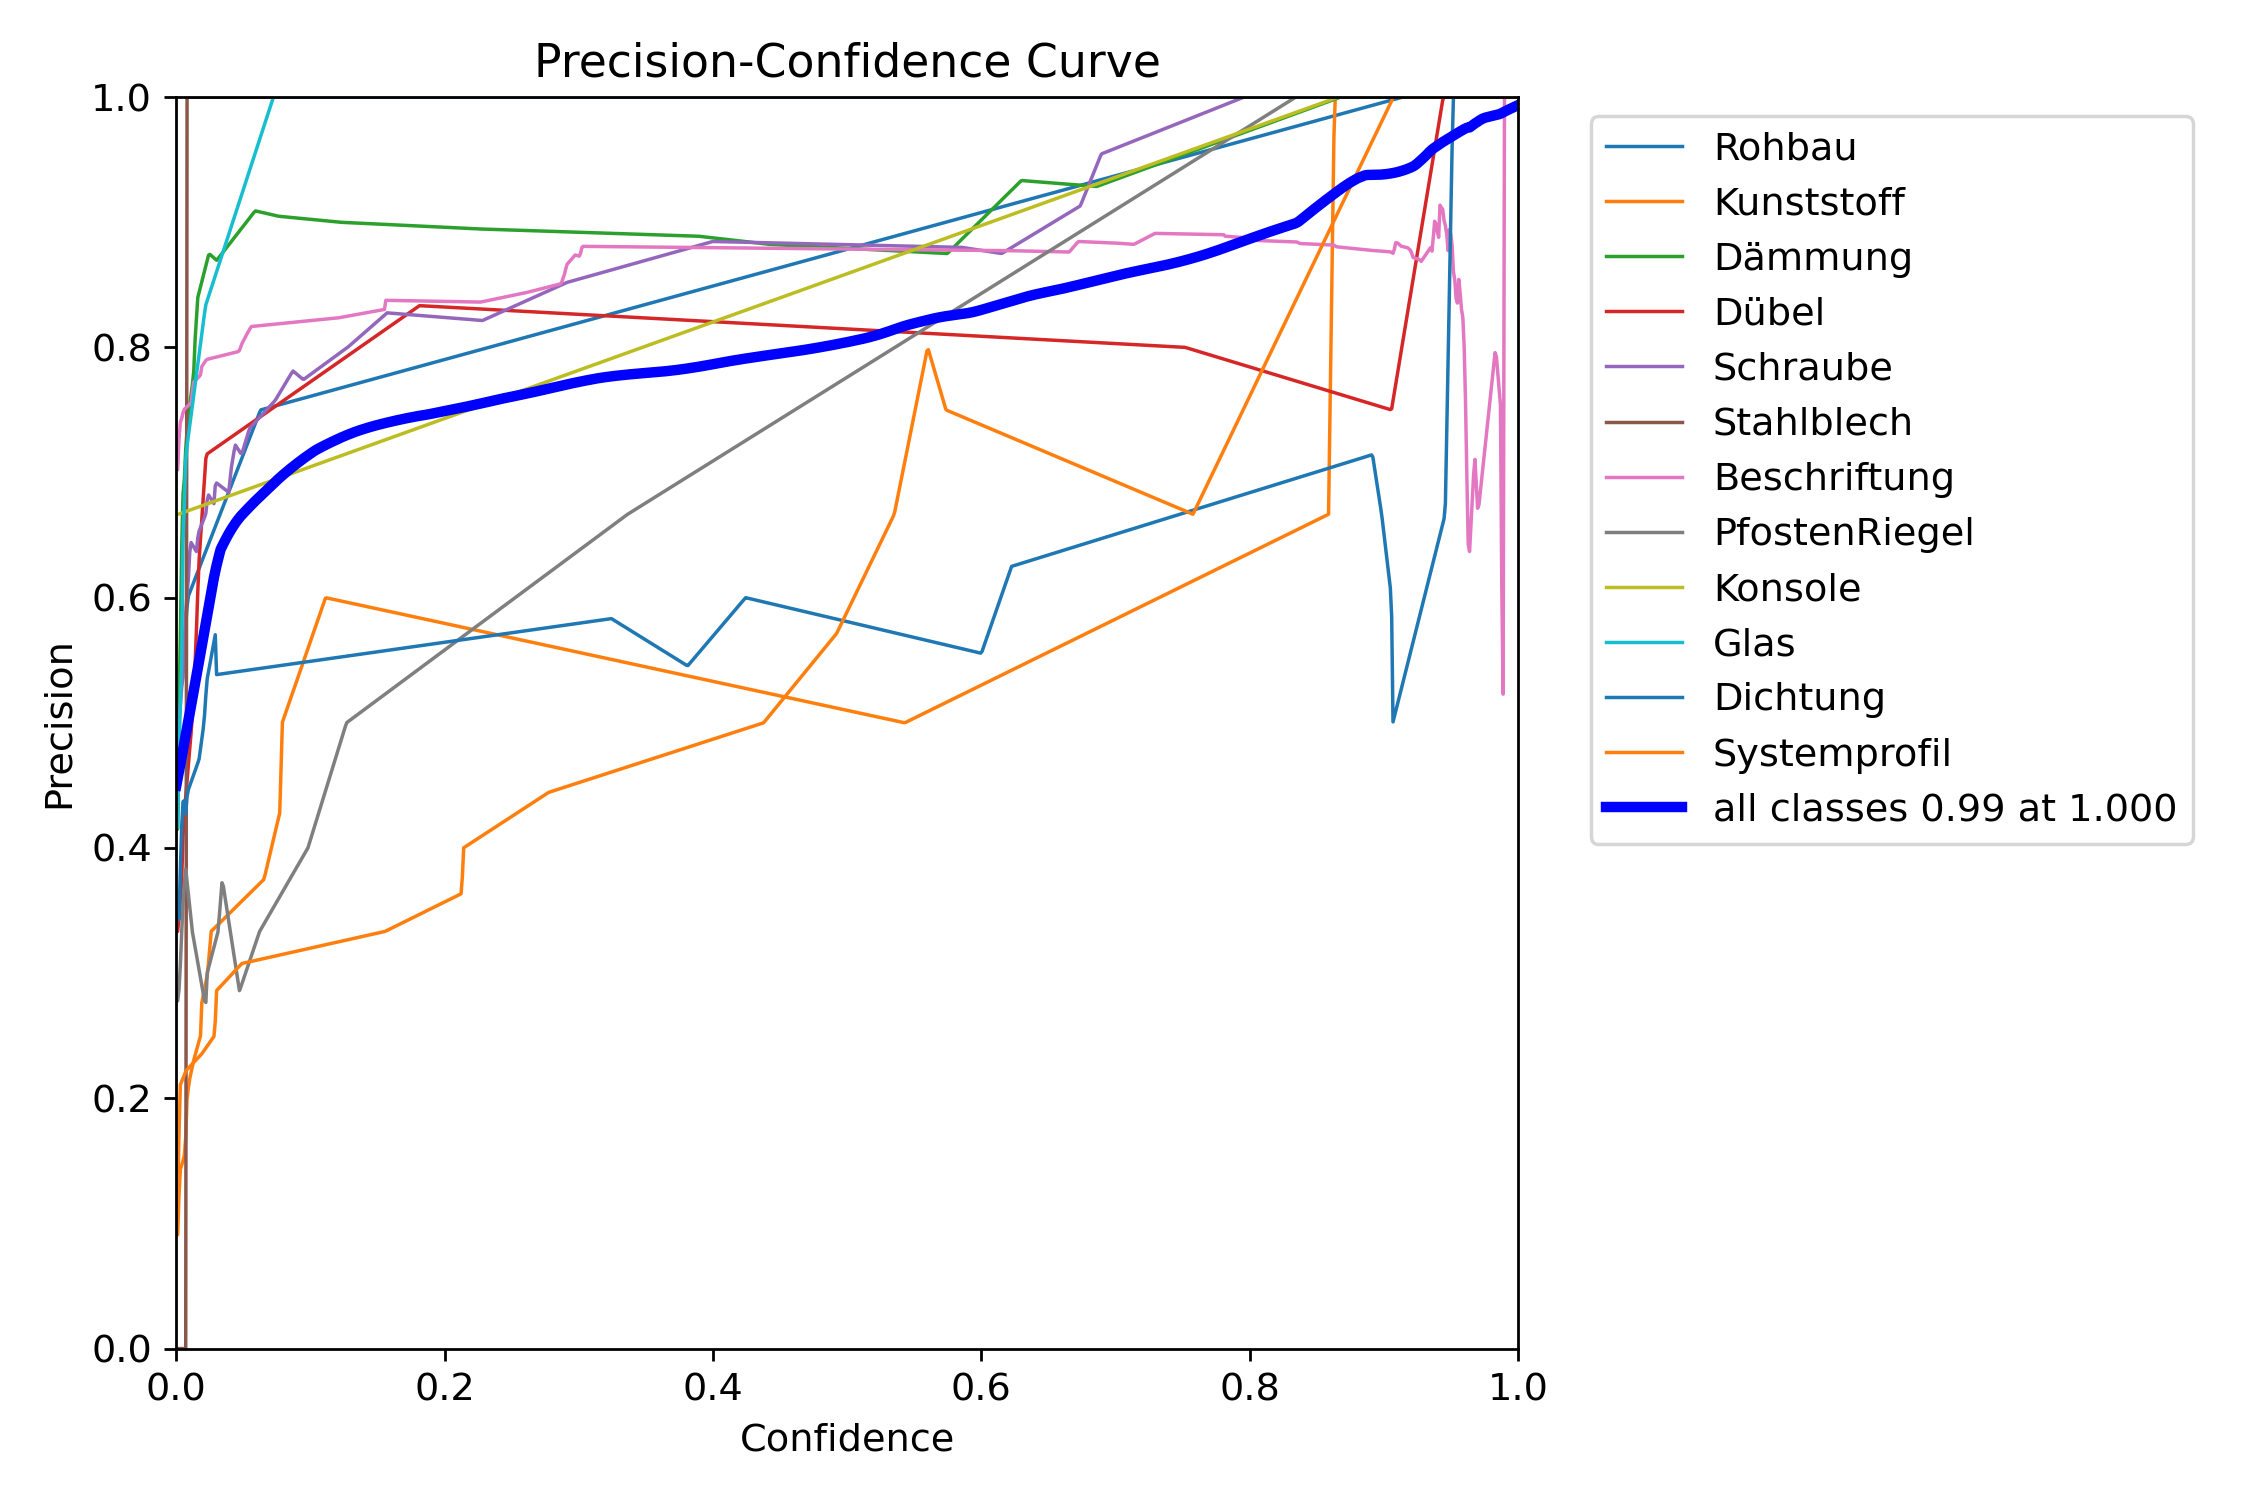 Precision-Confidence Curve
1.0
0.8
0.6
0.4
0.2
0.0
Precision
0.0 0.2 0.4 0.6 0.8 1.0
Confidence
Rohbau
Kunststoff
Dämmung
Dübel
Schraube
Stahlblech
Beschriftung
PfostenRiegel
Konsole
Glas
Dichtung
Systemprofil
all classes 0.99 at 1.000